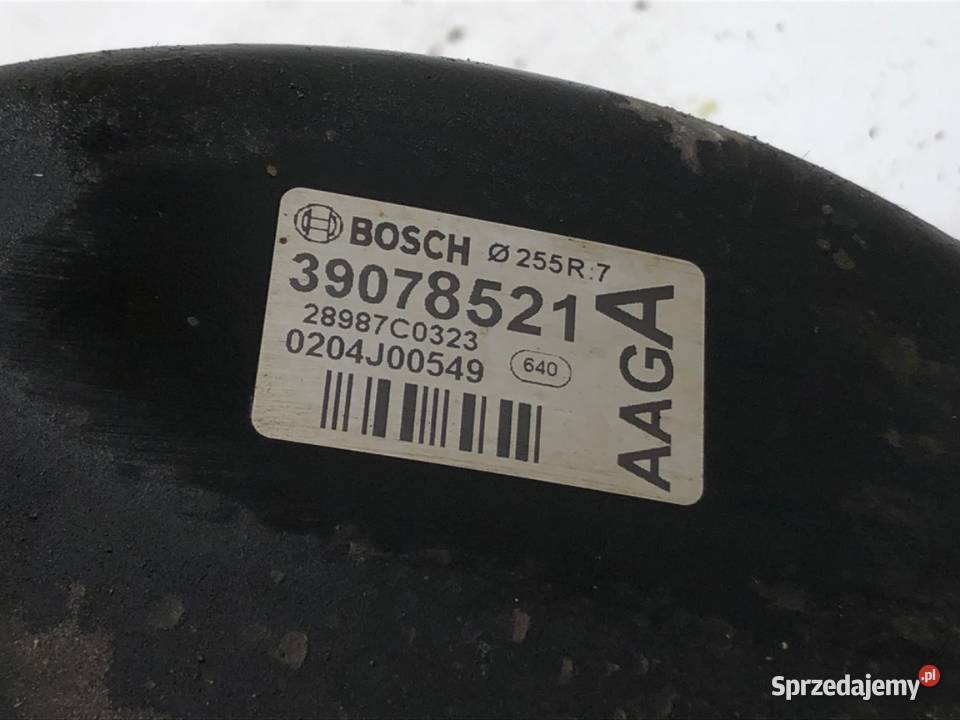 BOSCH Ø 255R:7
39078521
28987C0323
0204J00549 640
AAGA
Sprzedajemy.pl